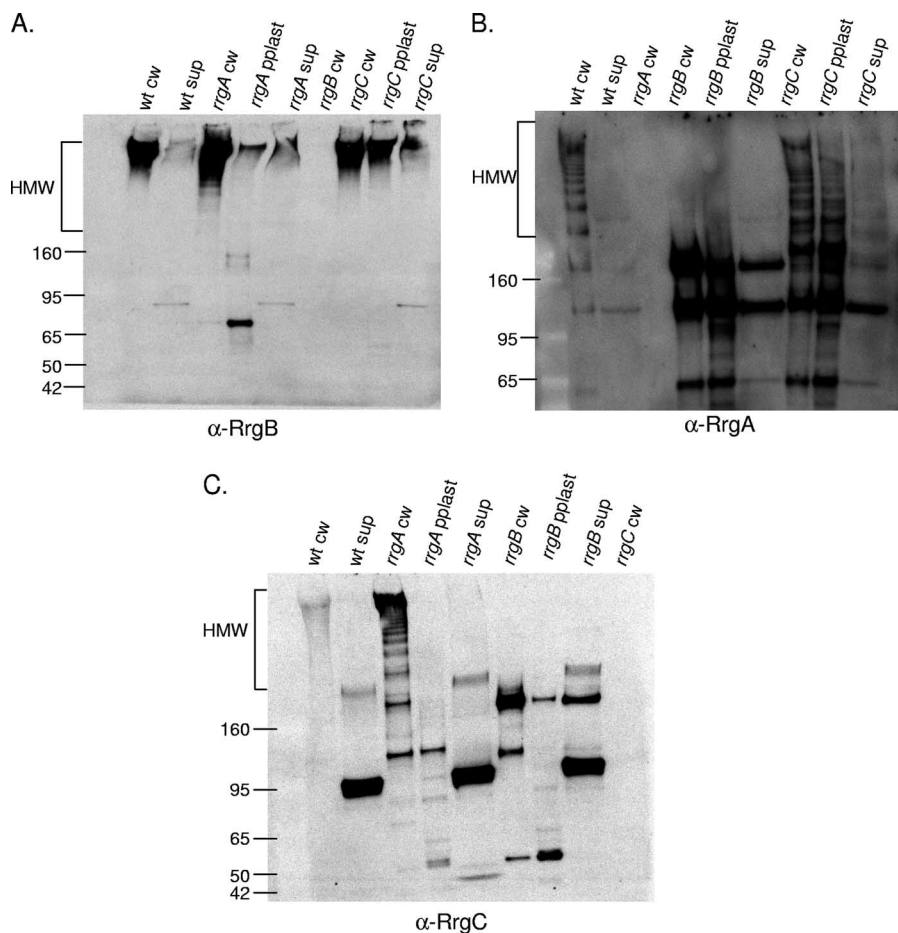 A.
wt cw
wt sup
rrgA cw
rrgA pplast
rrgA sup
rrgB cw
rrgC cw
rrgC pplast
rrgC sup
HMW
160
95
65
50
42
α-RrgB
B.
wt cw
wt sup
rrgA cw
rrgB cw
rrgB pplast
rrgB sup
rrgC cw
rrgC pplast
rrgC sup
HMW
160
95
65
α-RrgA
C.
wt cw
wt sup
rrgA cw
rrgA pplast
rrgA sup
rrgB cw
rrgB pplast
rrgB sup
rrgC cw
HMW
160
95
65
50
42
α-RrgC